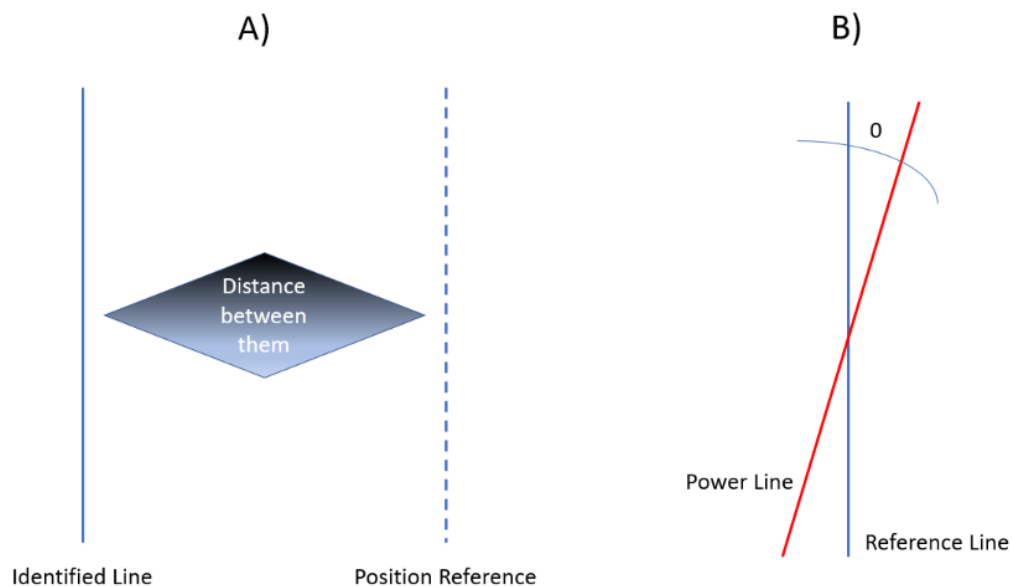 A)
B)
0
Distance
between
them
Power Line
Reference Line
Identified Line
Position Reference